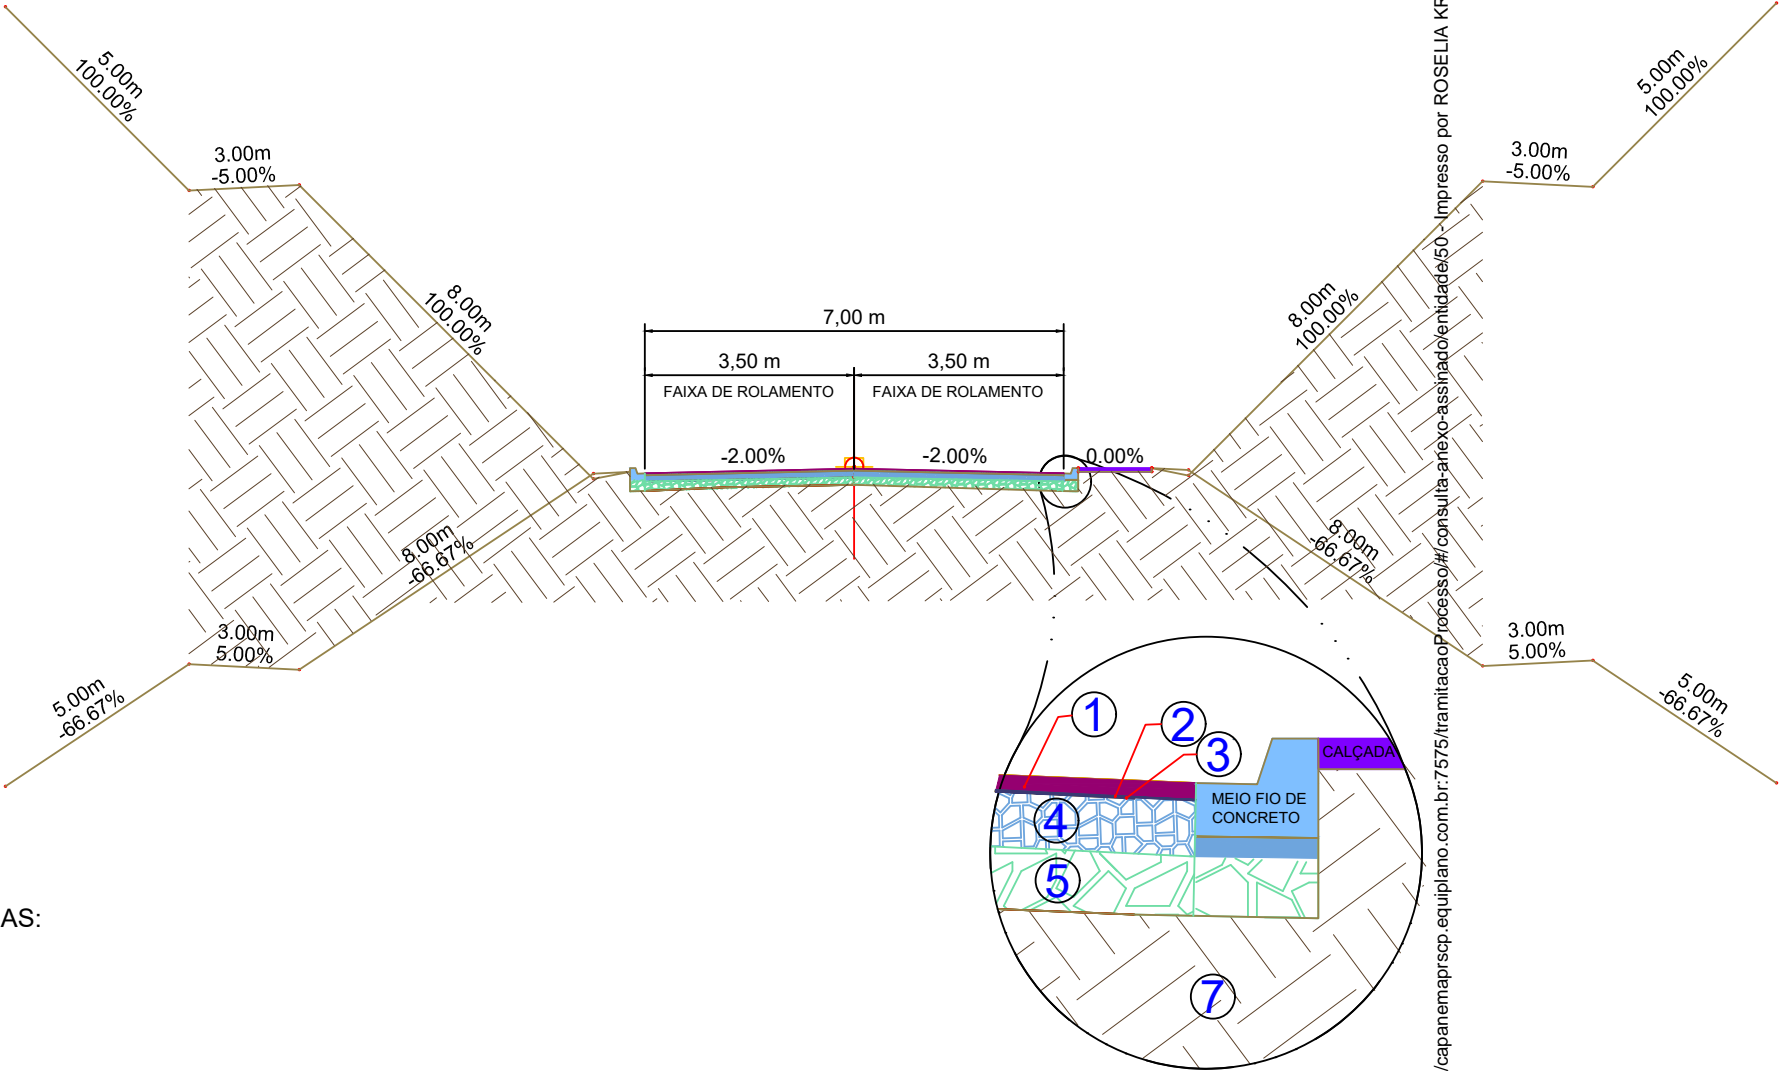 5.00m
100.00%
3.00m
-5.00%
8.00m
100.00%
7,00 m
3,50 m
3,50 m
FAIXA DE ROLAMENTO
FAIXA DE ROLAMENTO
-2.00%
-2.00%
0.00%
8.00m
100.00%
3.00m
-5.00%
5.00m
100.00%
8.00m
-66.67%
3.00m
5.00%
5.00m
-66.67%
8.00m
-66.67%
3.00m
5.00%
5.00m
-66.67%
1
2
3
CALÇADA
MEIO FIO DE
CONCRETO
4
5
7
AS:
/capanemaprscp.equiplano.com.br:7575/tramitacaoProcesso/#/consulta-anexo-assinado/entidade/50 - Impresso por ROSELIA